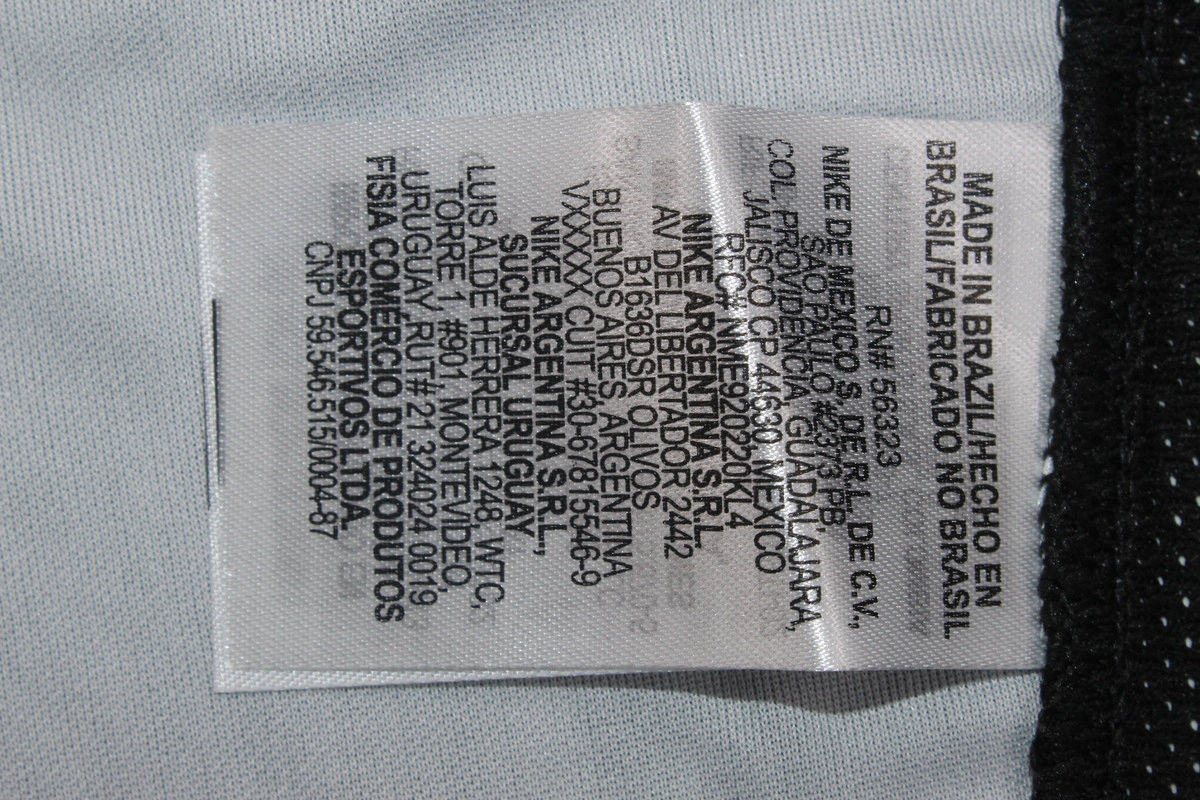 MADE IN BRAZIL/HECHO EN
BRASIL/FABRICADO NO BRASIL
RN# 56323
NIKE DE MEXICO S. DE R.L. DE C.V.,
SAO PAULO #2373 PB,
COL. PROVIDENCIA, GUADALAJARA,
JALISCO CP 44630, MEXICO
RFC# NME920220KL4
NIKE ARGENTINA S.R.L.
AV DEL LIBERTADOR 2442
B1636DSR OLIVOS
BUENOS AIRES ARGENTINA
VXXXXX CUIT #30-67815546-9
NIKE ARGENTINA S.R.L.,
SUCURSAL URUGUAY
LUIS ALDE HERRERA 1248, WTC,
TORRE 1, #901, MONTEVIDEO,
URUGUAY, RUT# 21 324024 0019
FISIA COMÉRCIO DE PRODUTOS
ESPORTIVOS LTDA.
CNPJ 59.546.515/0004-87